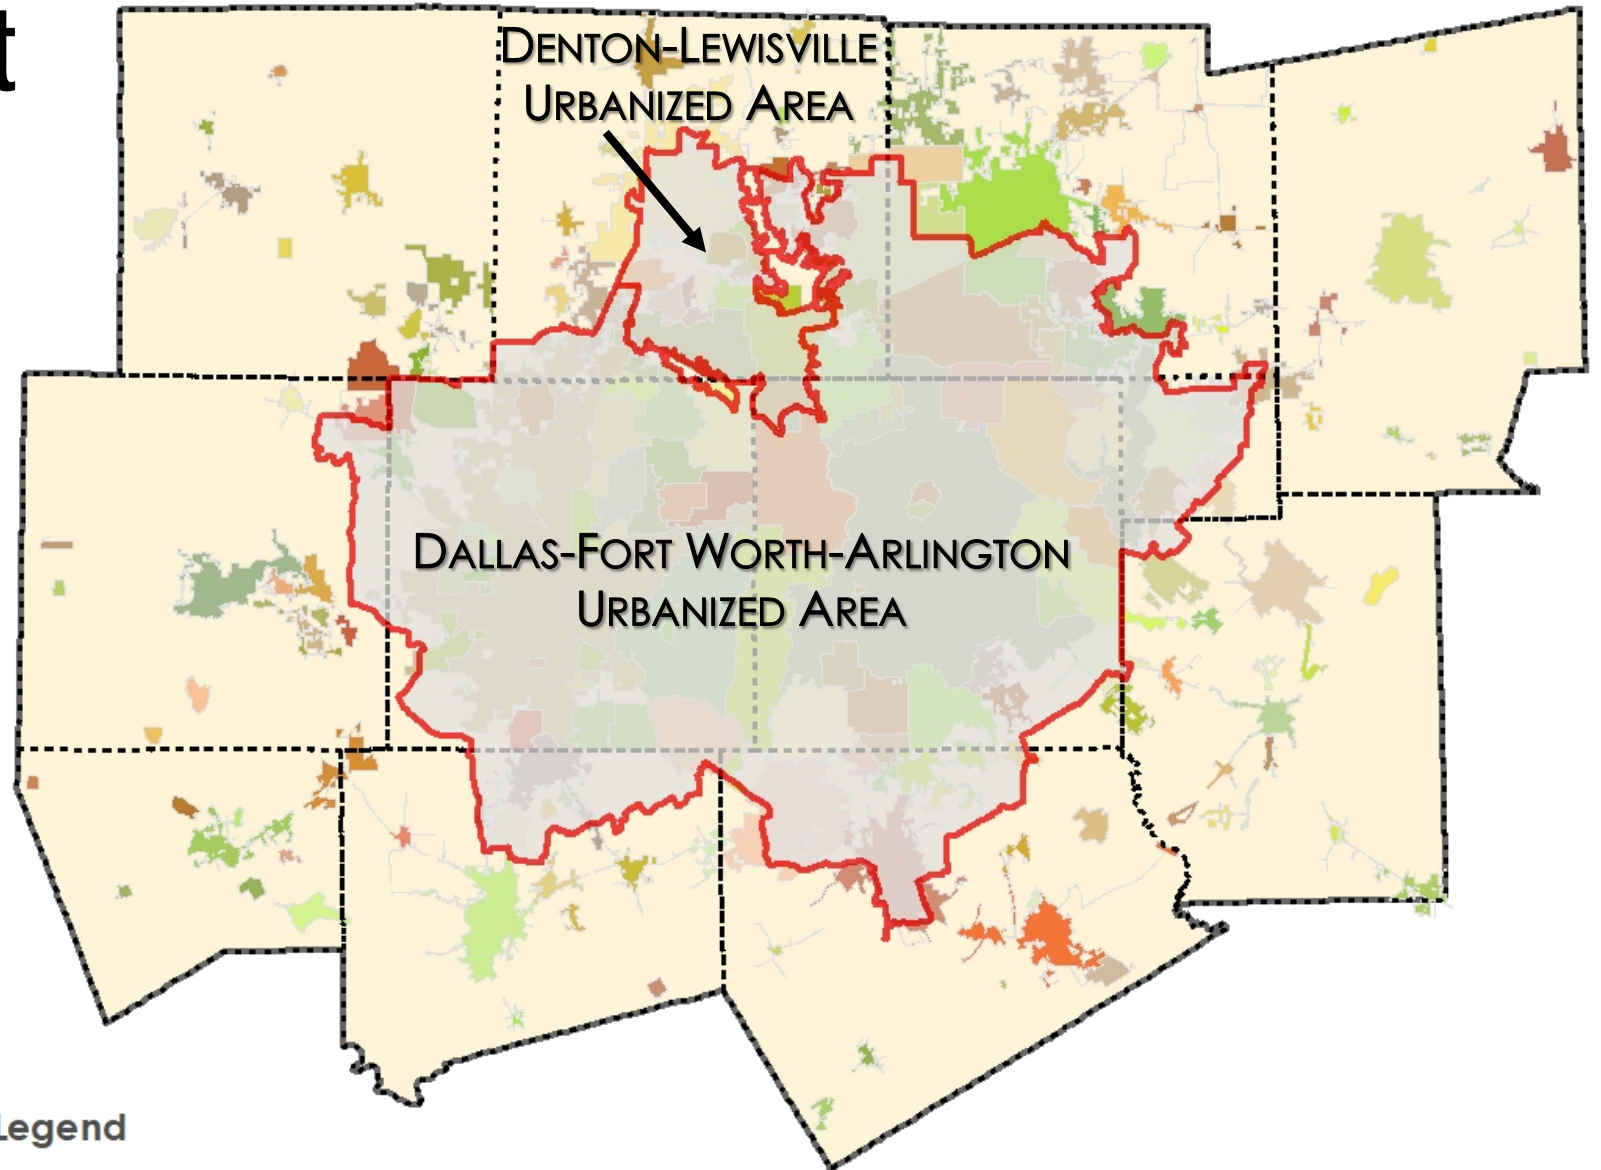 t
DENTON-LEWISVILLE
URBANIZED AREA
DALLAS-FORT WORTH-ARLINGTON
URBANIZED AREA
Legend